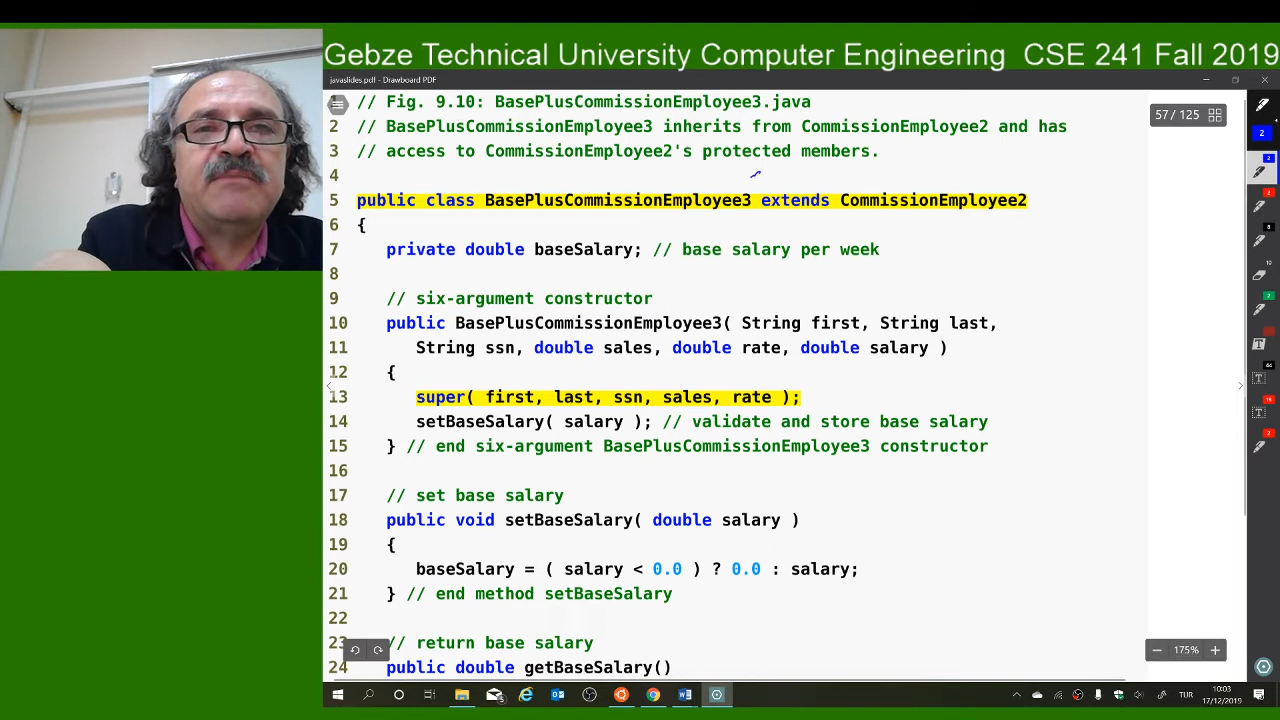 Gebze Technical University Computer Engineering  CSE 241 Fall 2019
javaslides.pdf - Drawboard PDF
57 / 125
// Fig. 9.10: BasePlusCommissionEmployee3.java
2 // BasePlusCommissionEmployee3 inherits from CommissionEmployee2 and has
3 // access to CommissionEmployee2's protected members.
4
5 public class BasePlusCommissionEmployee3 extends CommissionEmployee2
6 {
7 private double baseSalary; // base salary per week
8
9 // six-argument constructor
10 public BasePlusCommissionEmployee3( String first, String last,
11 String ssn, double sales, double rate, double salary )
12 {
13 super( first, last, ssn, sales, rate );
14 setBaseSalary( salary ); // validate and store base salary
15 } // end six-argument BasePlusCommissionEmployee3 constructor
16
17 // set base salary
18 public void setBaseSalary( double salary )
19 {
20 baseSalary = ( salary < 0.0 ) ? 0.0 : salary;
21 } // end method setBaseSalary
22
23 // return base salary
24 public double getBaseSalary()
175%
TUR
10:03
17/12/2019